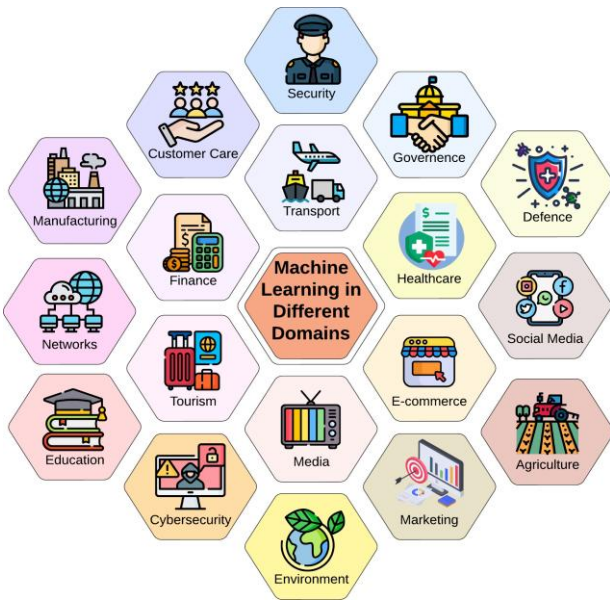 Security
Customer Care
Governence
Manufacturing
Transport
Defence
Finance
Machine
Learning in
Different
Domains
Healthcare
Networks
Social Media
Tourism
E-commerce
Education
Media
Agriculture
Cybersecurity
Marketing
Environment